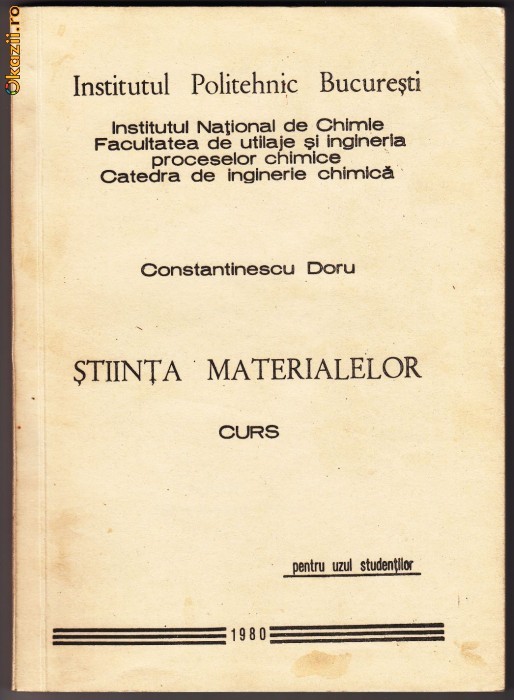 Okazii.ro
Institutul Politehnic București
Institutul Național de Chimie
Facultatea de utilaje și ingineria
proceselor chimice
Catedra de inginerie chimică
Constantinescu Doru
ȘTIINȚA MATERIALELOR
CURS
pentru uzul studenților
1980